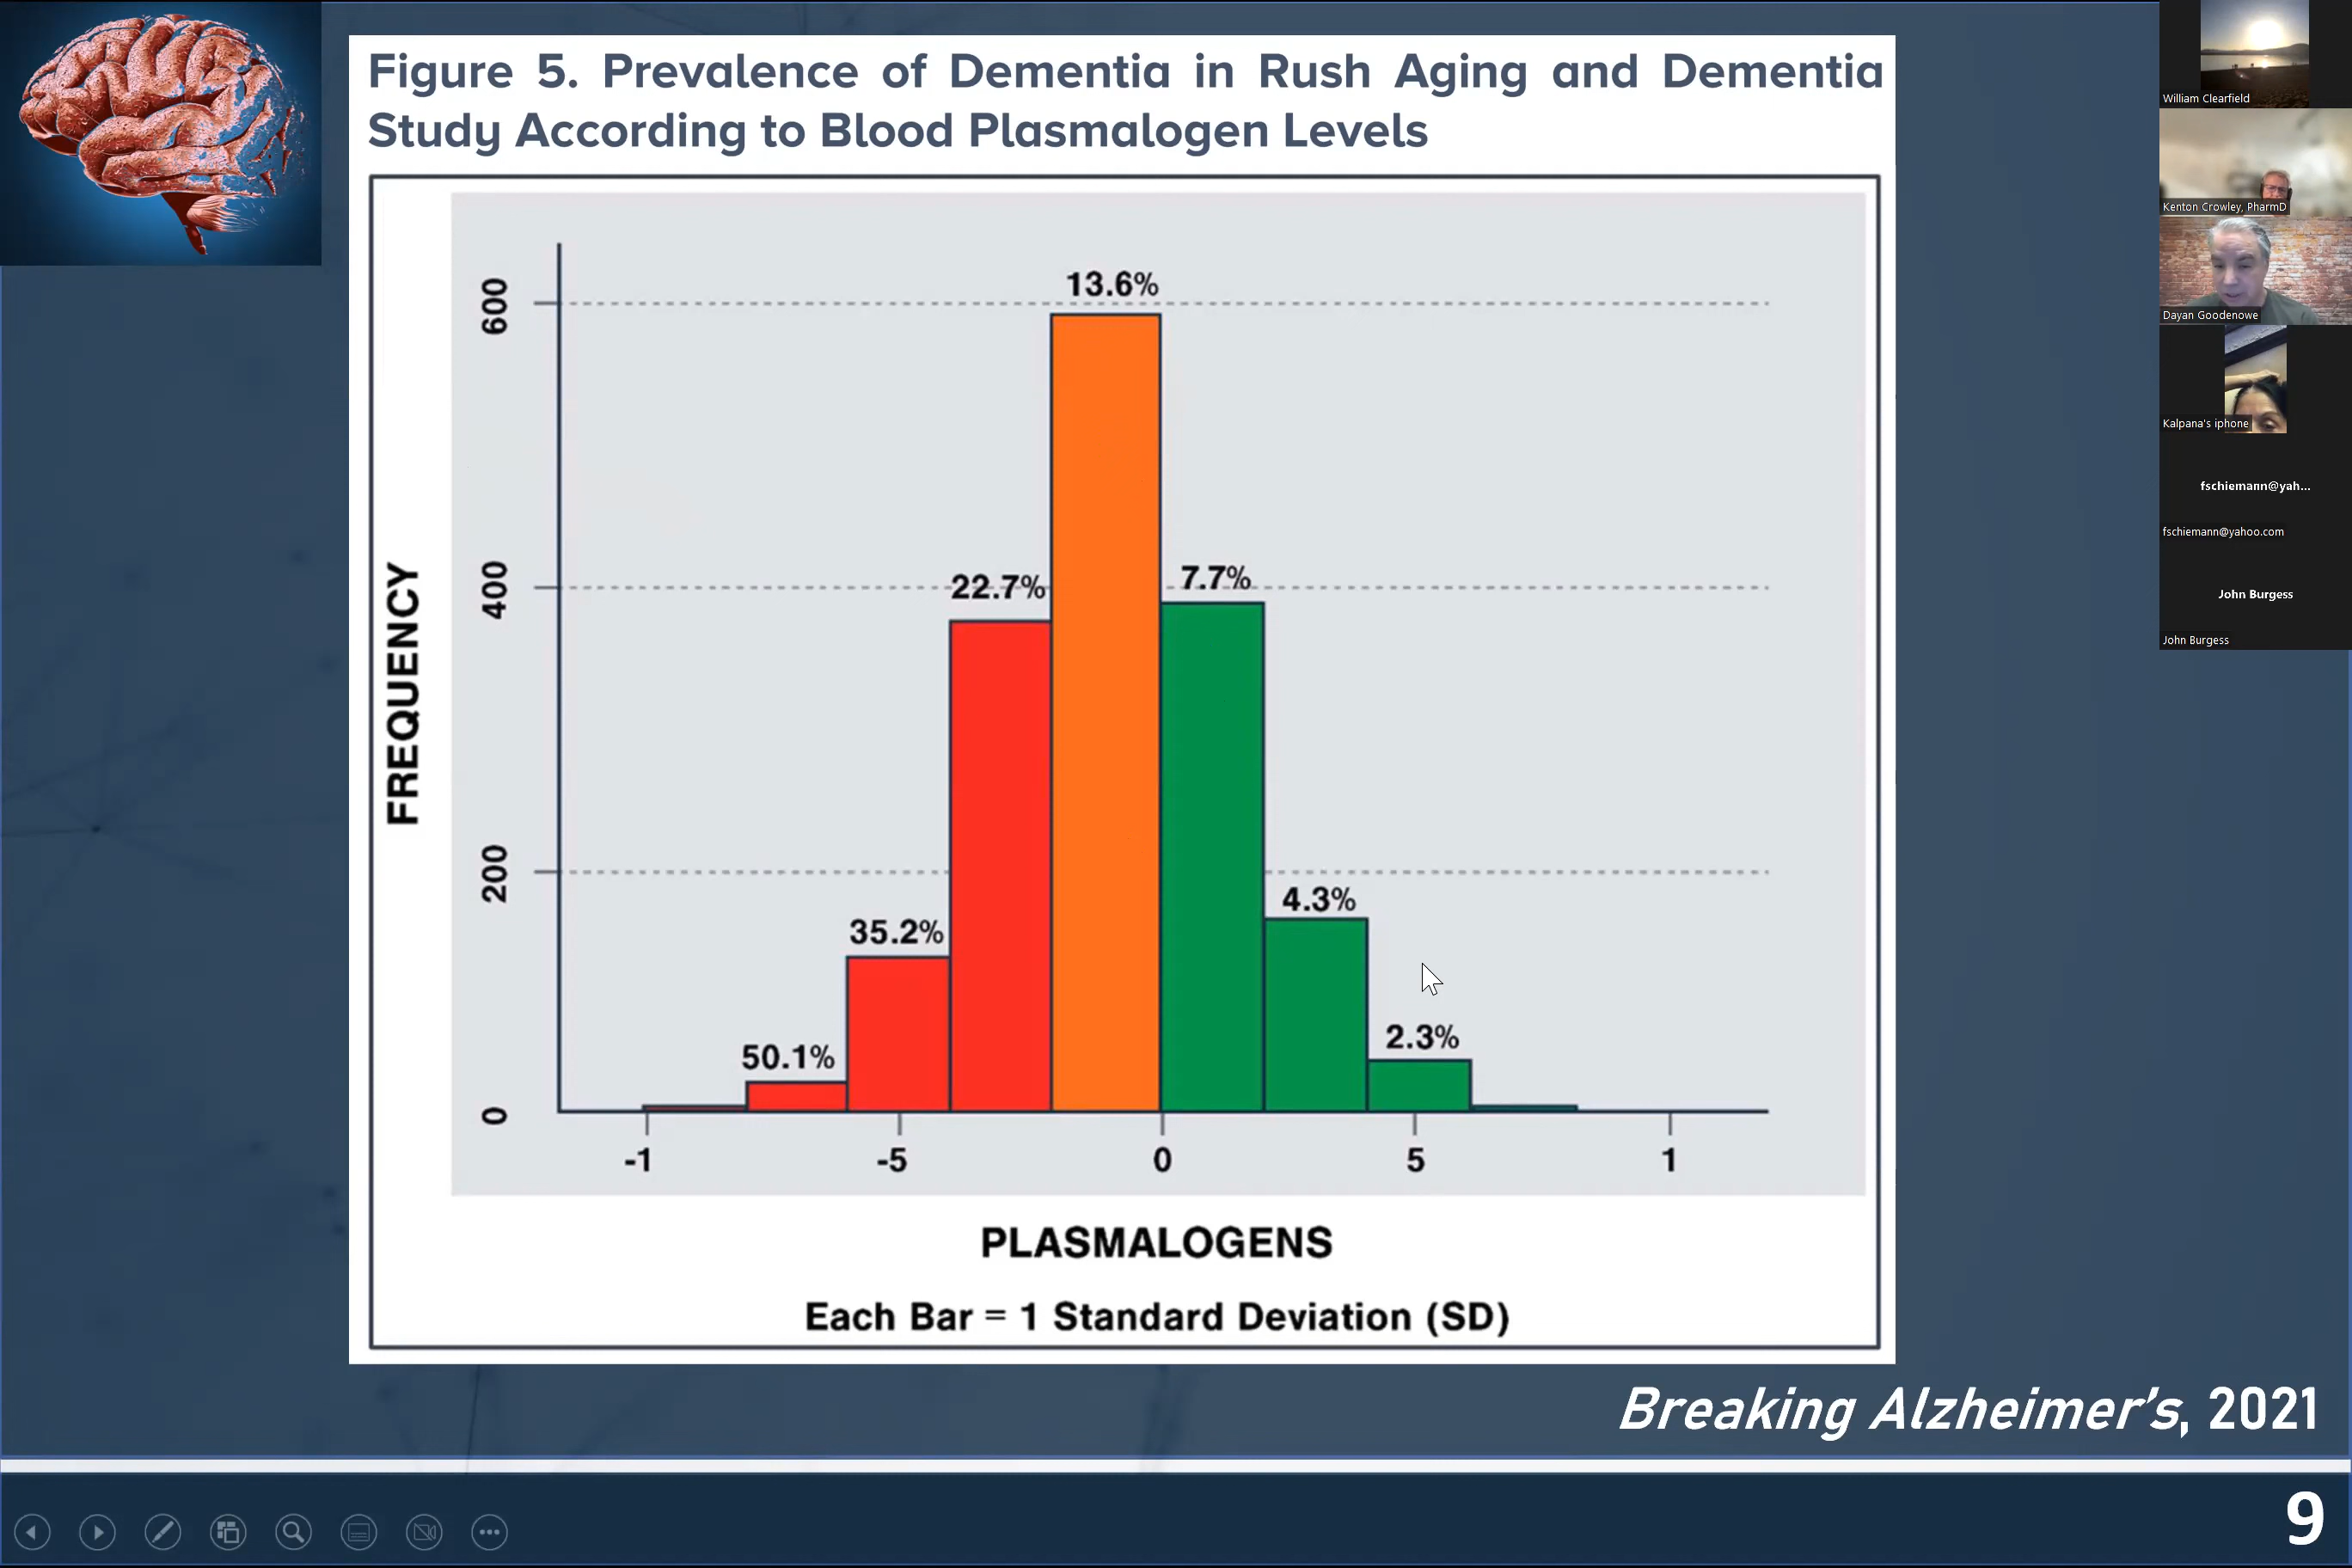 Figure 5. Prevalence of Dementia in Rush Aging and Dementia
Study According to Blood Plasmalogen Levels
FREQUENCY
600
400
200
0
13.6%
22.7%
7.7%
35.2%
4.3%
50.1%
2.3%
-1
-5
0
5
1
PLASMALOGENS
Each Bar = 1 Standard Deviation (SD)
Breaking Alzheimer's, 2021
9
William Clearfield
Kenton Crowley, PharmD
Dayan Goodenowe
Kalpana's iphone
fschiemann@yah...
fschiemann@yahoo.com
John Burgess
John Burgess